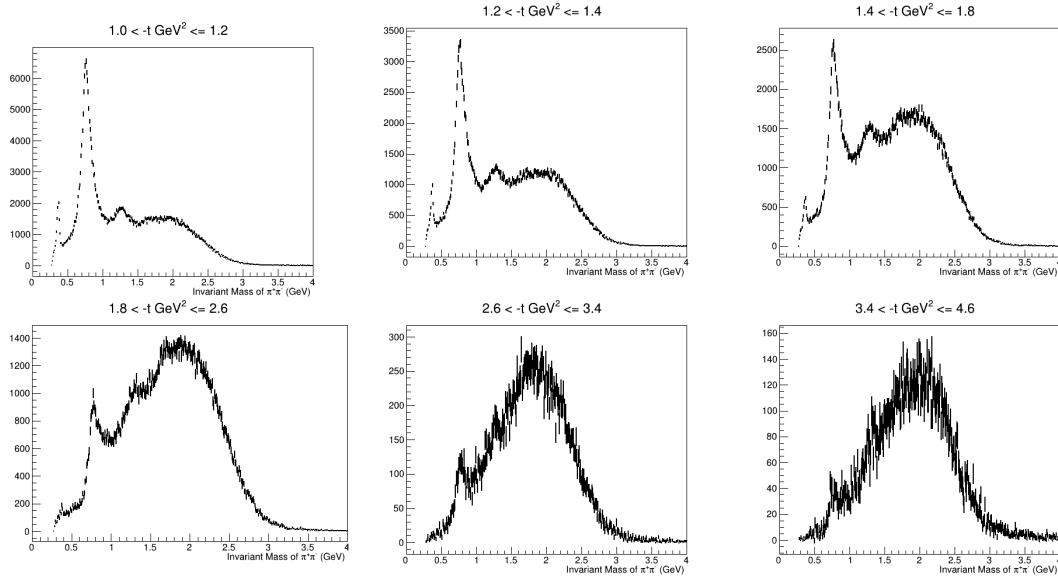 1.0 < -t GeV² <= 1.2
6000
5000
4000
3000
2000
1000
0
0 0.5 1 1.5 2 2.5 3 3.5 4
Invariant Mass of π⁺π⁻ (GeV)
1.2 < -t GeV² <= 1.4
3500
3000
2500
2000
1500
1000
500
0
0 0.5 1 1.5 2 2.5 3 3.5 4
Invariant Mass of π⁺π⁻ (GeV)
1.4 < -t GeV² <= 1.8
2500
2000
1500
1000
500
0
0 0.5 1 1.5 2 2.5 3 3.5 4
Invariant Mass of π⁺π⁻ (GeV)
1.8 < -t GeV² <= 2.6
1400
1200
1000
800
600
400
200
0
0 0.5 1 1.5 2 2.5 3 3.5 4
Invariant Mass of π⁺π⁻ (GeV)
2.6 < -t GeV² <= 3.4
300
250
200
150
100
50
0
0 0.5 1 1.5 2 2.5 3 3.5 4
Invariant Mass of π⁺π⁻ (GeV)
3.4 < -t GeV² <= 4.6
160
140
120
100
80
60
40
20
0
0 0.5 1 1.5 2 2.5 3 3.5 4
Invariant Mass of π⁺π⁻ (GeV)